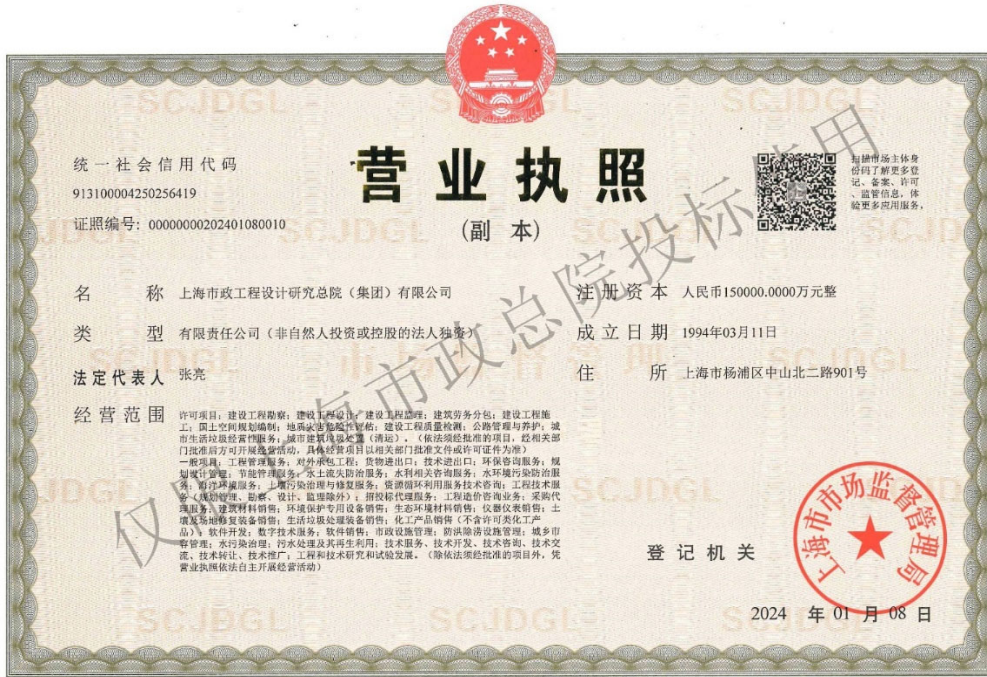 营业执照
(副 本)
统一社会信用代码
913100004250256419
证照编号：00000000202401080010
扫描市场主体身
份码了解更多登
记、备案、许可
、监管信息，体
验更多应用服务。
名 称 上海市政工程设计研究总院（集团）有限公司
类 型 有限责任公司（非自然人投资或控股的法人独资）
法定代表人 张亮
经营范围 许可项目：建设工程勘察；建设工程设计；建设工程监理；建筑劳务分包；建设工程施
工；国土空间规划编制；地质灾害危险性评估；建设工程质量检测；公路管理与养护；城
市生活垃圾经营性服务；城市建筑垃圾处置（清运）。（依法须经批准的项目，经相关部
门批准后方可开展经营活动，具体经营项目以相关部门批准文件或许可证件为准）
一般项目：工程管理服务；对外承包工程；货物进出口；技术进出口；环保咨询服务；规
划设计管理；节能管理服务；水土流失防治服务；水利相关咨询服务；水环境污染防治服
务；海洋环境服务；土壤污染治理与修复服务；资源循环利用服务技术咨询；工程技术服
务（规划管理、勘察、设计、监理除外）；招投标代理服务；工程造价咨询业务；采购代
理服务；建筑材料销售；环境保护专用设备销售；生态环境材料销售；仪器仪表销售；土
壤及场地修复装备销售；生活垃圾处理装备销售；化工产品销售（不含许可类化工产
品）；软件开发；数字技术服务；软件销售；市政设施管理；防洪除涝设施管理；城乡市
容管理；水污染治理；污水处理及其再生利用；技术服务、技术开发、技术咨询、技术交
流、技术转让、技术推广；工程和技术研究和试验发展。（除依法须经批准的项目外，凭
营业执照依法自主开展经营活动）
注册资本 人民币150000.0000万元整
成立日期 1994年03月11日
住 所 上海市杨浦区中山北二路901号
登记机关
上海市市场监督管理局
2024 年 01 月 08 日
仅限上海市政总院投标使用
SCJDGL